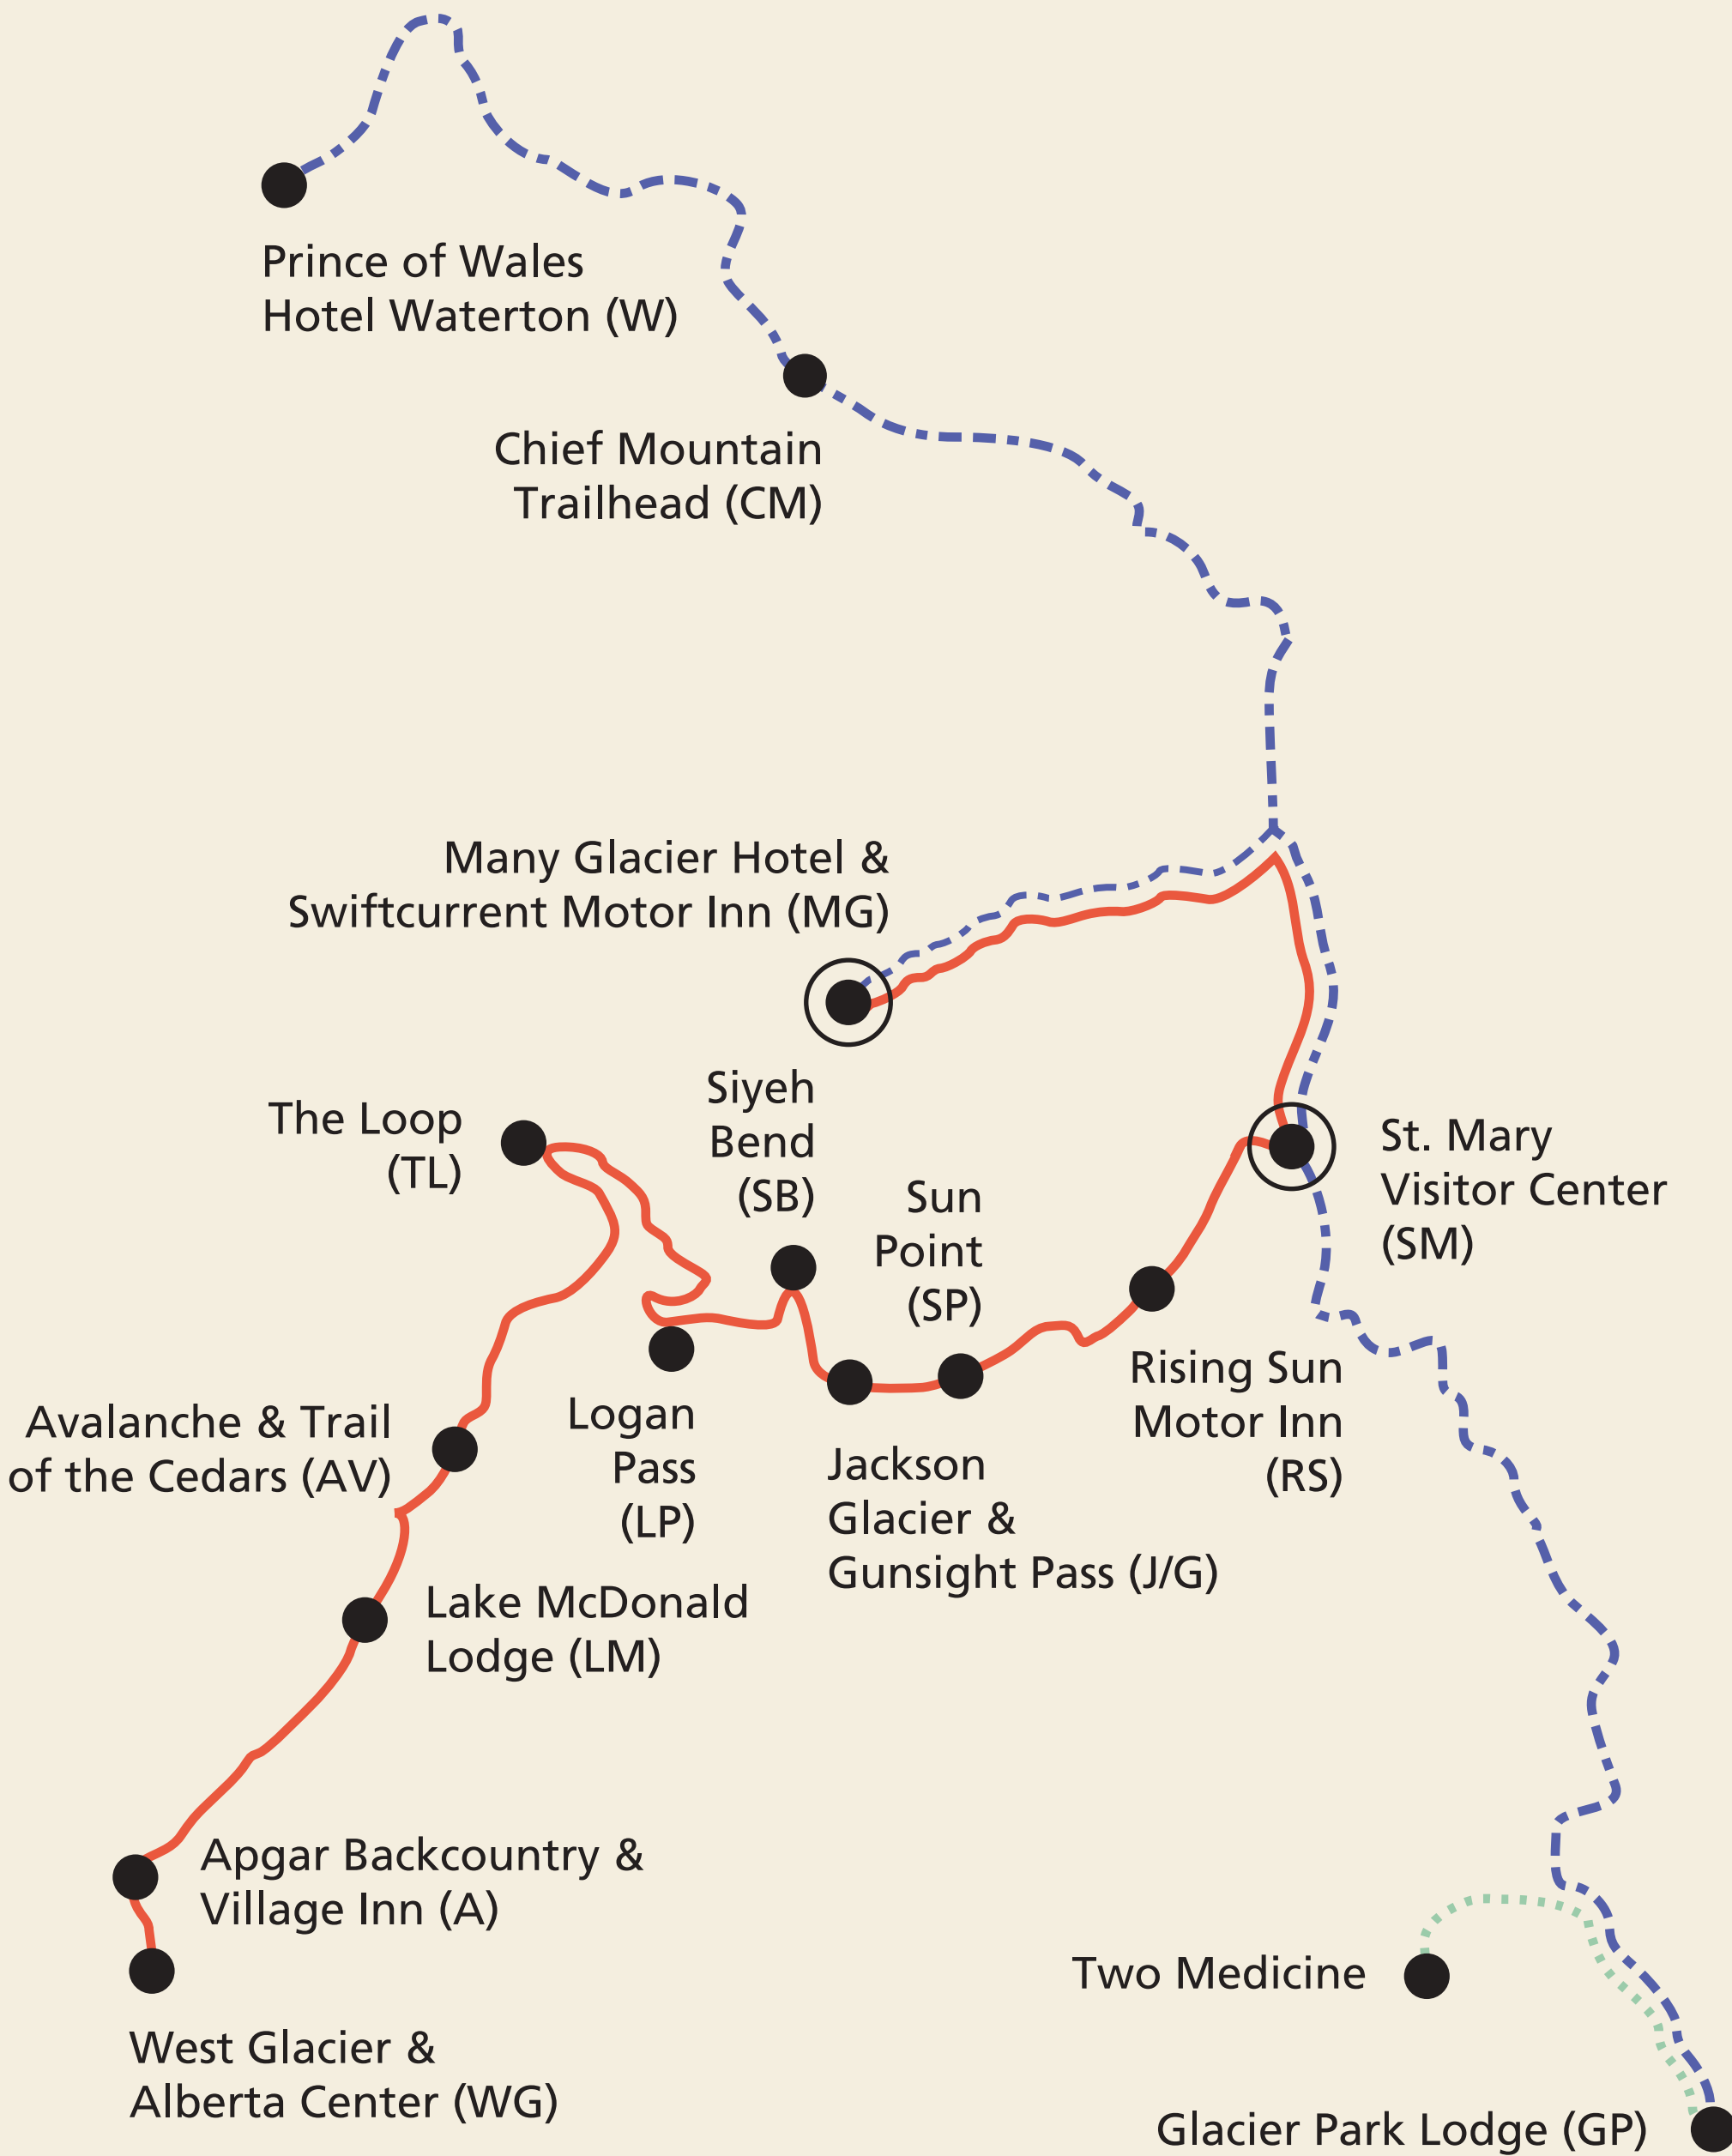 Prince of Wales
Hotel Waterton (W)
Chief Mountain
Trailhead (CM)
Many Glacier Hotel &
Swiftcurrent Motor Inn (MG)
The Loop
(TL)
Siyeh
Bend
(SB)
Sun
Point
(SP)
St. Mary
Visitor Center
(SM)
Rising Sun
Motor Inn
(RS)
Avalanche & Trail
of the Cedars (AV)
Logan
Pass
(LP)
Jackson
Glacier &
Gunsight Pass (J/G)
Lake McDonald
Lodge (LM)
Apgar Backcountry &
Village Inn (A)
Two Medicine
West Glacier &
Alberta Center (WG)
Glacier Park Lodge (GP)